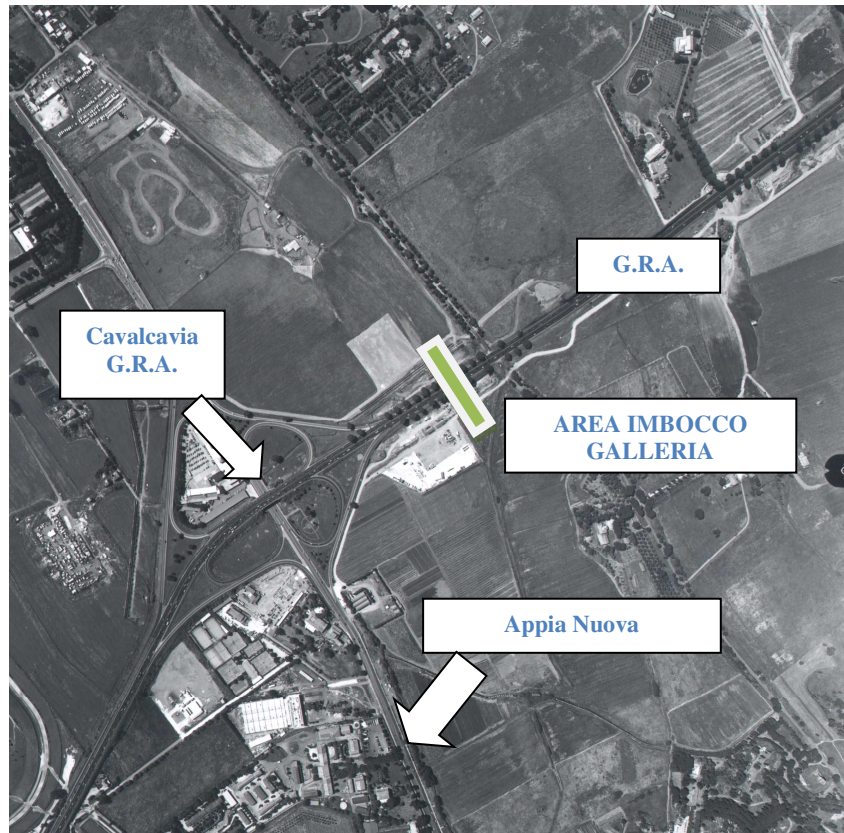 G.R.A.
Cavalcavia
G.R.A.
AREA IMBOCCO
GALLERIA
Appia Nuova